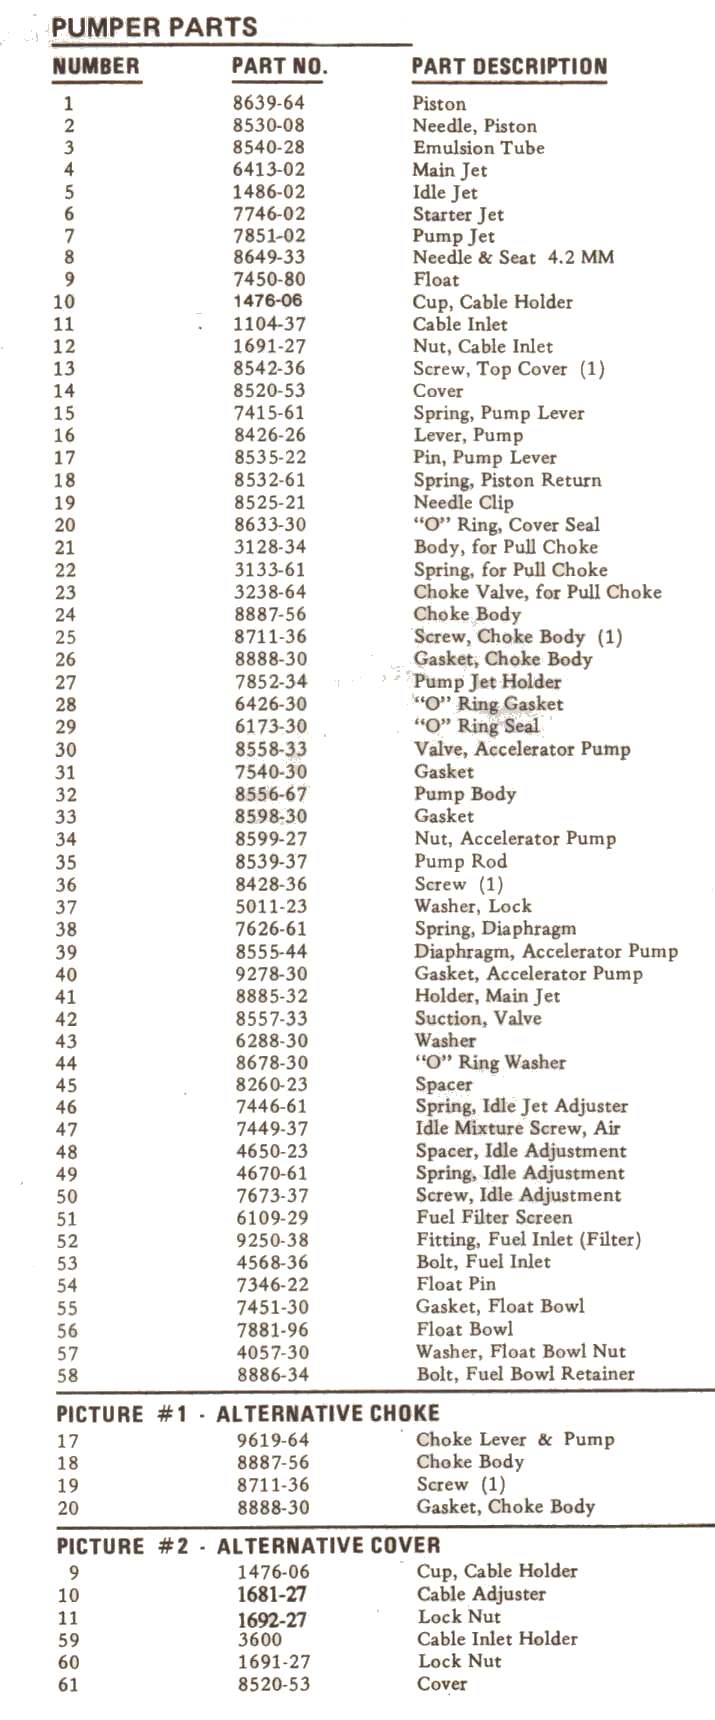 PUMPER PARTS
NUMBER PART NO. PART DESCRIPTION
1 8639-64 Piston
2 8530-08 Needle, Piston
3 8540-28 Emulsion Tube
4 6413-02 Main Jet
5 1486-02 Idle Jet
6 7746-02 Starter Jet
7 7851-02 Pump Jet
8 8649-33 Needle & Seat 4.2 MM
9 7450-80 Float
10 1476-06 Cup, Cable Holder
11 1104-37 Cable Inlet
12 1691-27 Nut, Cable Inlet
13 8542-36 Screw, Top Cover (1)
14 8520-53 Cover
15 7415-61 Spring, Pump Lever
16 8426-26 Lever, Pump
17 8535-22 Pin, Pump Lever
18 8532-61 Spring, Piston Return
19 8525-21 Needle Clip
20 8633-30 “O” Ring, Cover Seal
21 3128-34 Body, for Pull Choke
22 3133-61 Spring, for Pull Choke
23 3238-64 Choke Valve, for Pull Choke
24 8887-56 Choke Body
25 8711-36 Screw, Choke Body (1)
26 8888-30 Gasket, Choke Body
27 7852-34 Pump Jet Holder
28 6426-30 “O” Ring Gasket
29 6173-30 “O” Ring Seal
30 8558-33 Valve, Accelerator Pump
31 7540-30 Gasket
32 8556-67 Pump Body
33 8598-30 Gasket
34 8599-27 Nut, Accelerator Pump
35 8539-37 Pump Rod
36 8428-36 Screw (1)
37 5011-23 Washer, Lock
38 7626-61 Spring, Diaphragm
39 8555-44 Diaphragm, Accelerator Pump
40 9278-30 Gasket, Accelerator Pump
41 8885-32 Holder, Main Jet
42 8557-33 Suction, Valve
43 6288-30 Washer
44 8678-30 “O” Ring Washer
45 8260-23 Spacer
46 7446-61 Spring, Idle Jet Adjuster
47 7449-37 Idle Mixture Screw, Air
48 4650-23 Spacer, Idle Adjustment
49 4670-61 Spring, Idle Adjustment
50 7673-37 Screw, Idle Adjustment
51 6109-29 Fuel Filter Screen
52 9250-38 Fitting, Fuel Inlet (Filter)
53 4568-36 Bolt, Fuel Inlet
54 7346-22 Float Pin
55 7451-30 Gasket, Float Bowl
56 7881-96 Float Bowl
57 4057-30 Washer, Float Bowl Nut
58 8886-34 Bolt, Fuel Bowl Retainer
PICTURE #1 - ALTERNATIVE CHOKE
17 9619-64 Choke Lever & Pump
18 8887-56 Choke Body
19 8711-36 Screw (1)
20 8888-30 Gasket, Choke Body
PICTURE #2 - ALTERNATIVE COVER
9 1476-06 Cup, Cable Holder
10 1681-27 Cable Adjuster
11 1692-27 Lock Nut
59 3600 Cable Inlet Holder
60 1691-27 Lock Nut
61 8520-53 Cover